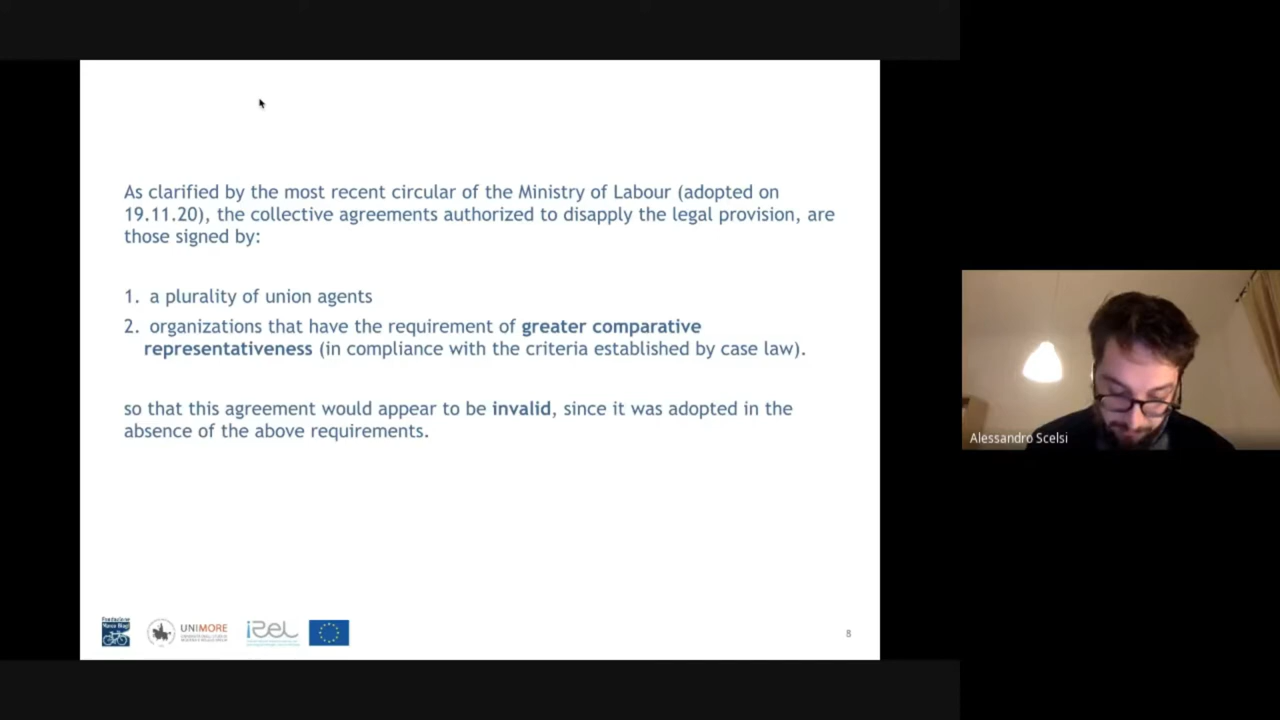 As clarified by the most recent circular of the Ministry of Labour (adopted on
19.11.20), the collective agreements authorized to disapply the legal provision, are
those signed by:
1. a plurality of union agents
2. organizations that have the requirement of greater comparative
representativeness (in compliance with the criteria established by case law).
so that this agreement would appear to be invalid, since it was adopted in the
absence of the above requirements.
Fondazione
Marco Biagi
UNIMORE
8
Alessandro Scelsi